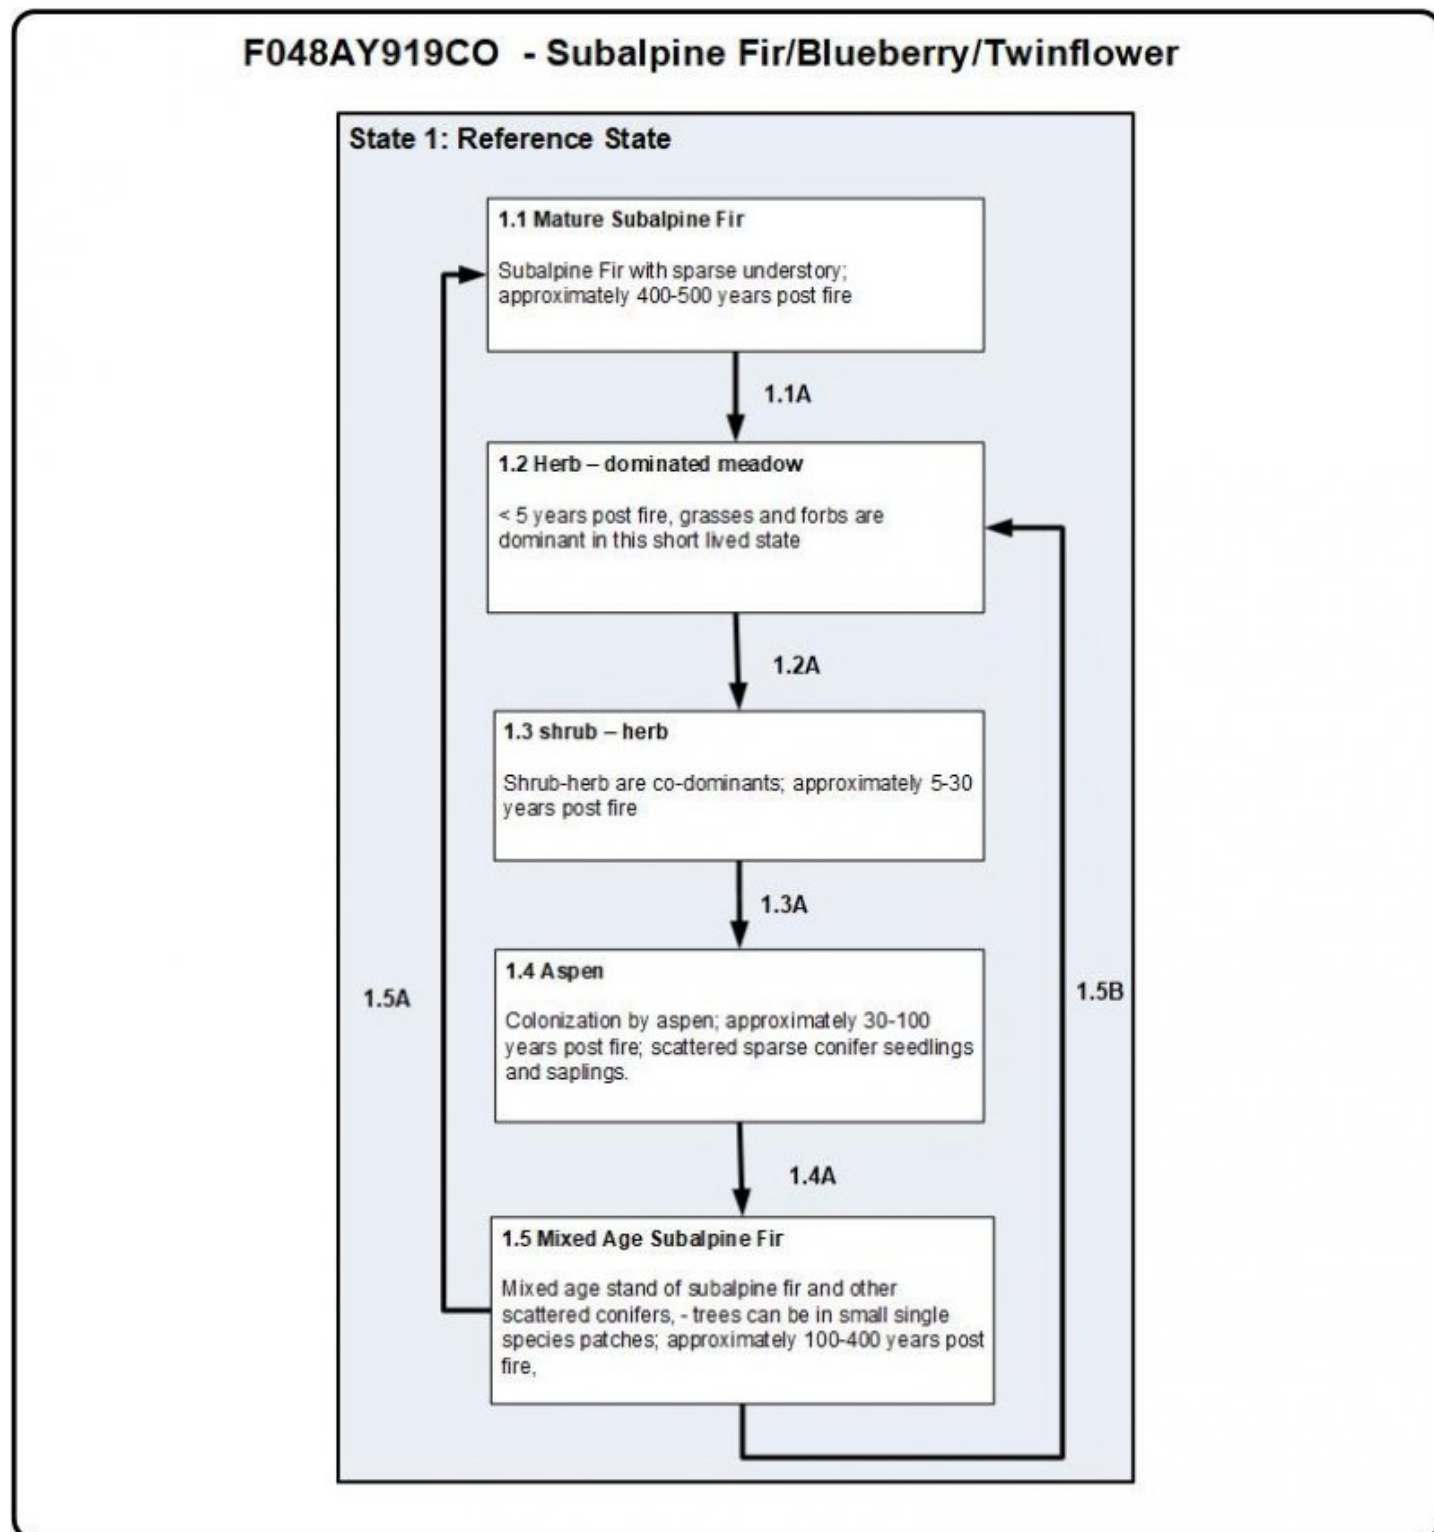 F048AY919CO - Subalpine Fir/Blueberry/Twinflower
State 1: Reference State
1.1 Mature Subalpine Fir
Subalpine Fir with sparse understory;
approximately 400-500 years post fire
1.1A
1.2 Herb – dominated meadow
< 5 years post fire, grasses and forbs are
dominant in this short lived state
1.2A
1.3 shrub – herb
Shrub-herb are co-dominants; approximately 5-30
years post fire
1.3A
1.4 Aspen
Colonization by aspen; approximately 30-100
years post fire; scattered sparse conifer seedlings
and saplings.
1.5A
1.5B
1.4A
1.5 Mixed Age Subalpine Fir
Mixed age stand of subalpine fir and other
scattered conifers, - trees can be in small single
species patches; approximately 100-400 years post
fire,